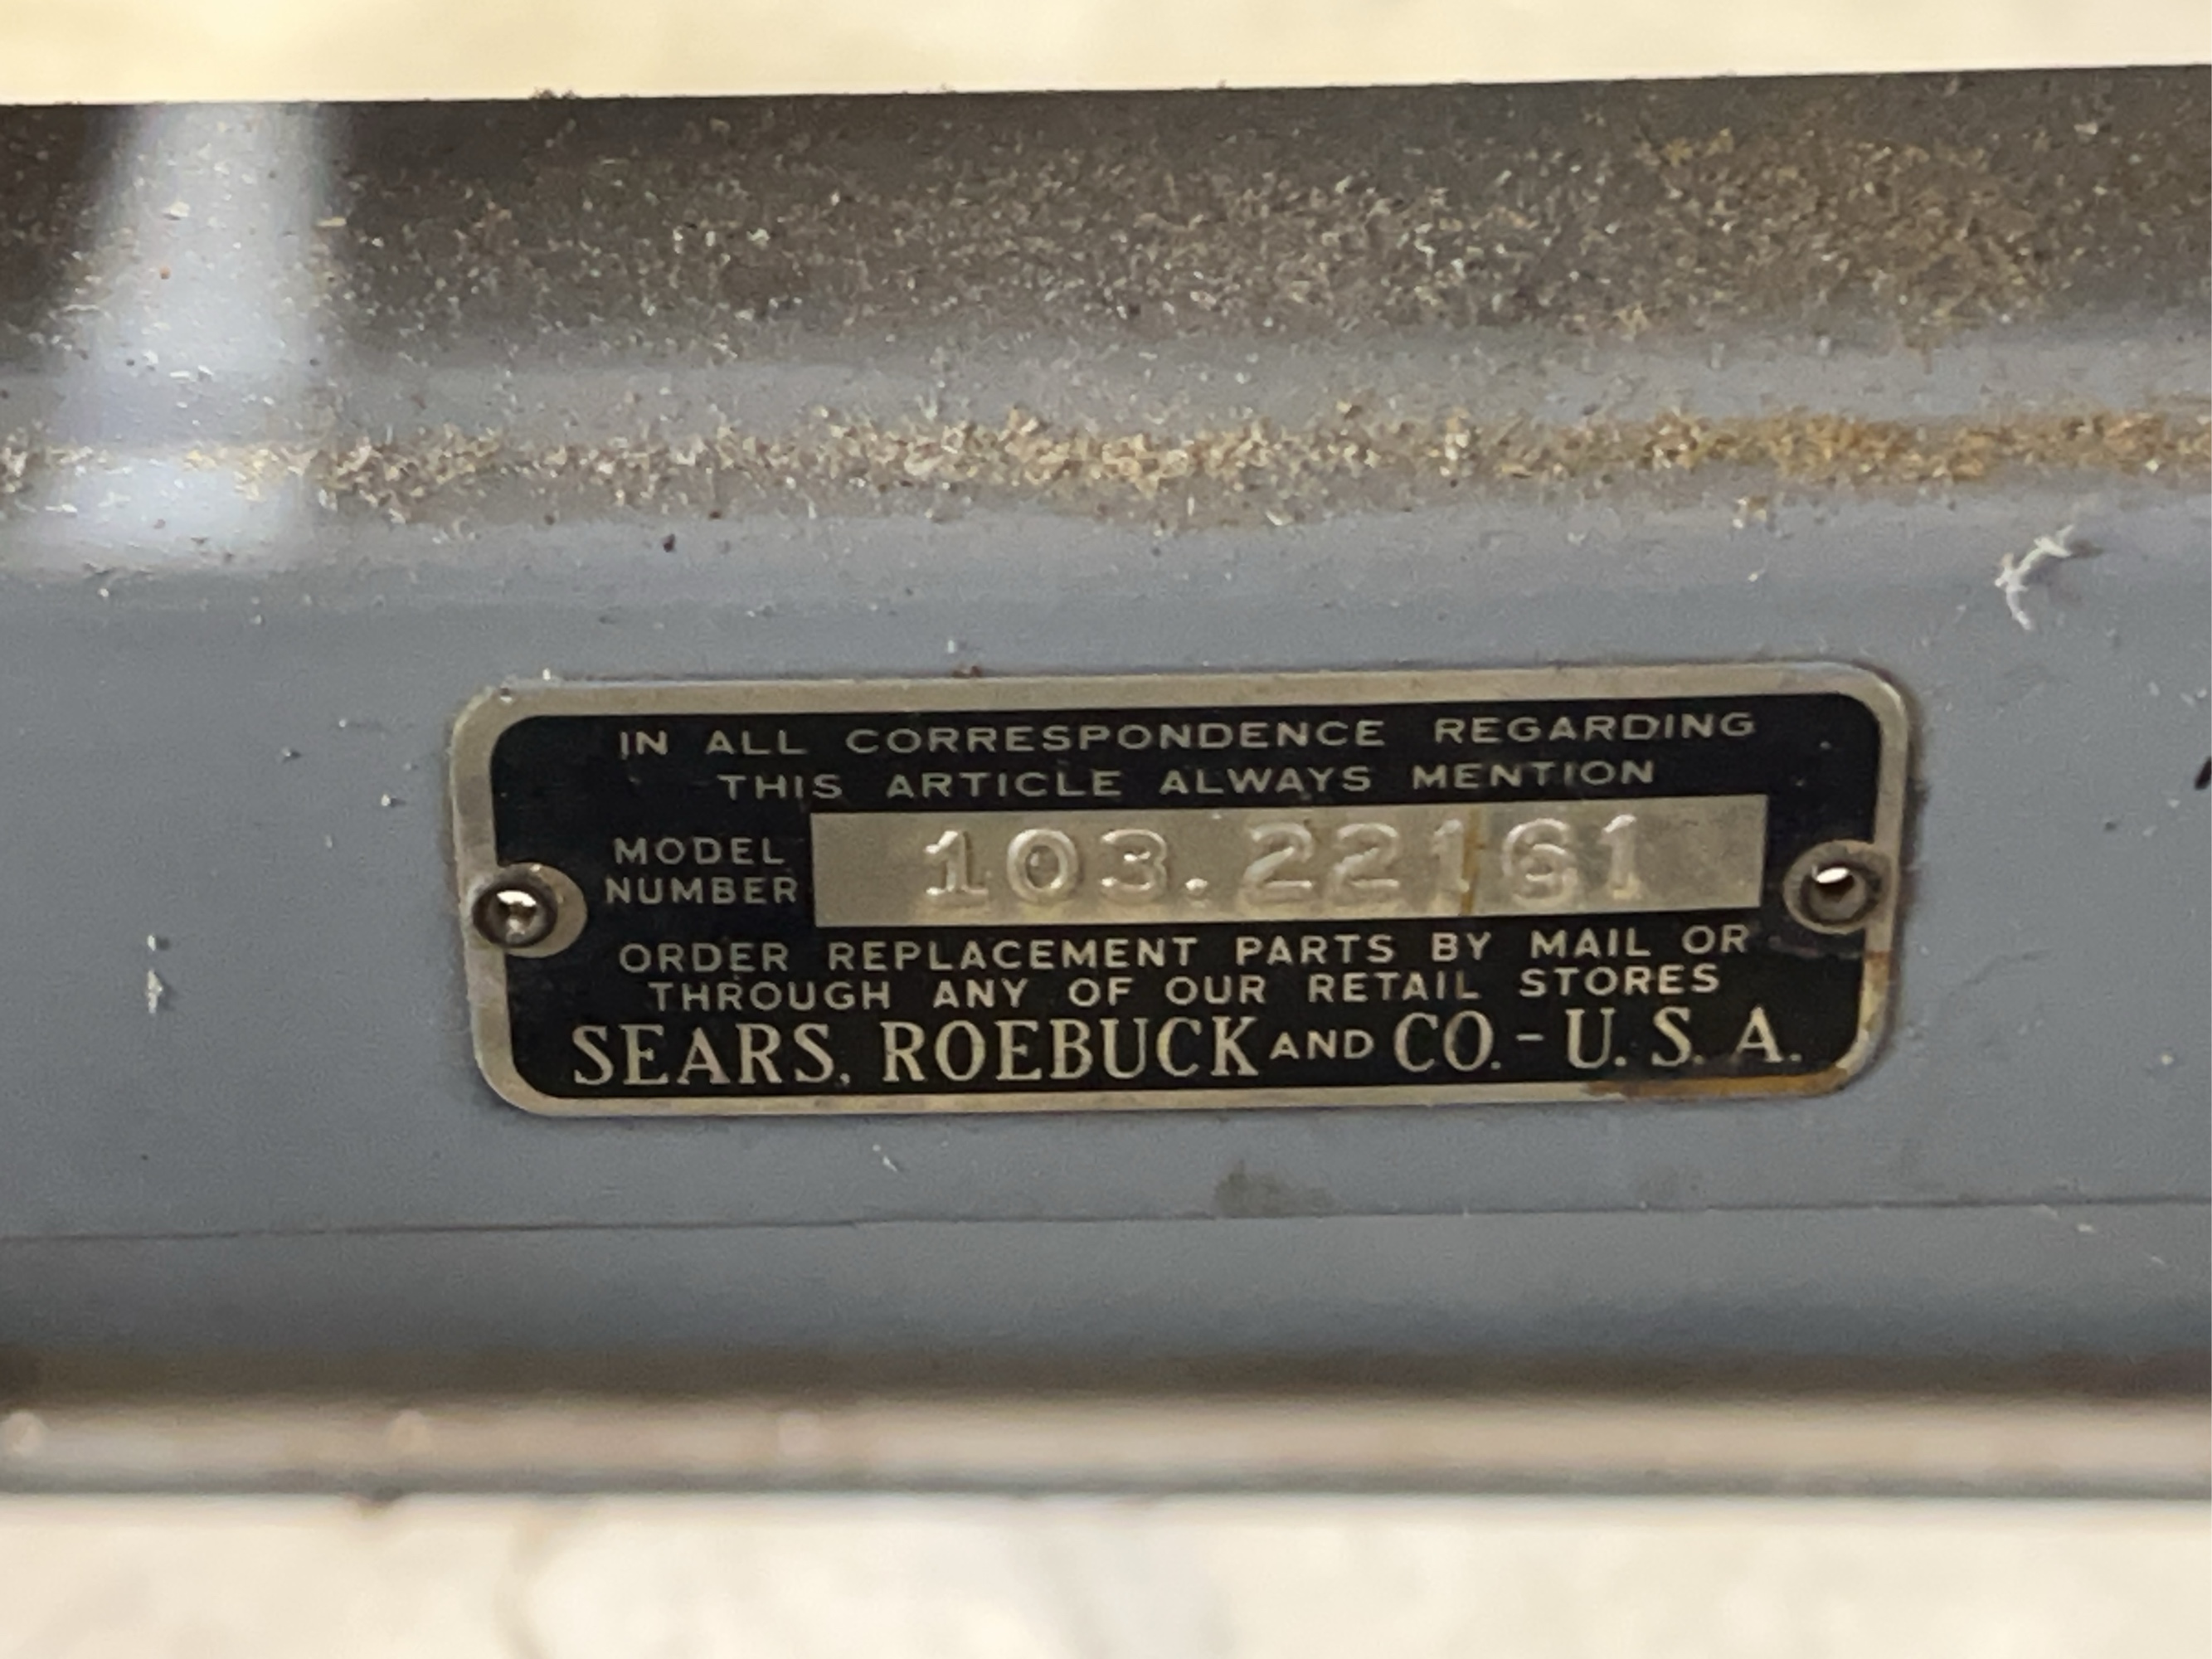 IN ALL CORRESPONDENCE REGARDING
THIS ARTICLE ALWAYS MENTION
MODEL NUMBER 103.22161
ORDER REPLACEMENT PARTS BY MAIL OR
THROUGH ANY OF OUR RETAIL STORES
SEARS, ROEBUCK AND CO. - U. S. A.